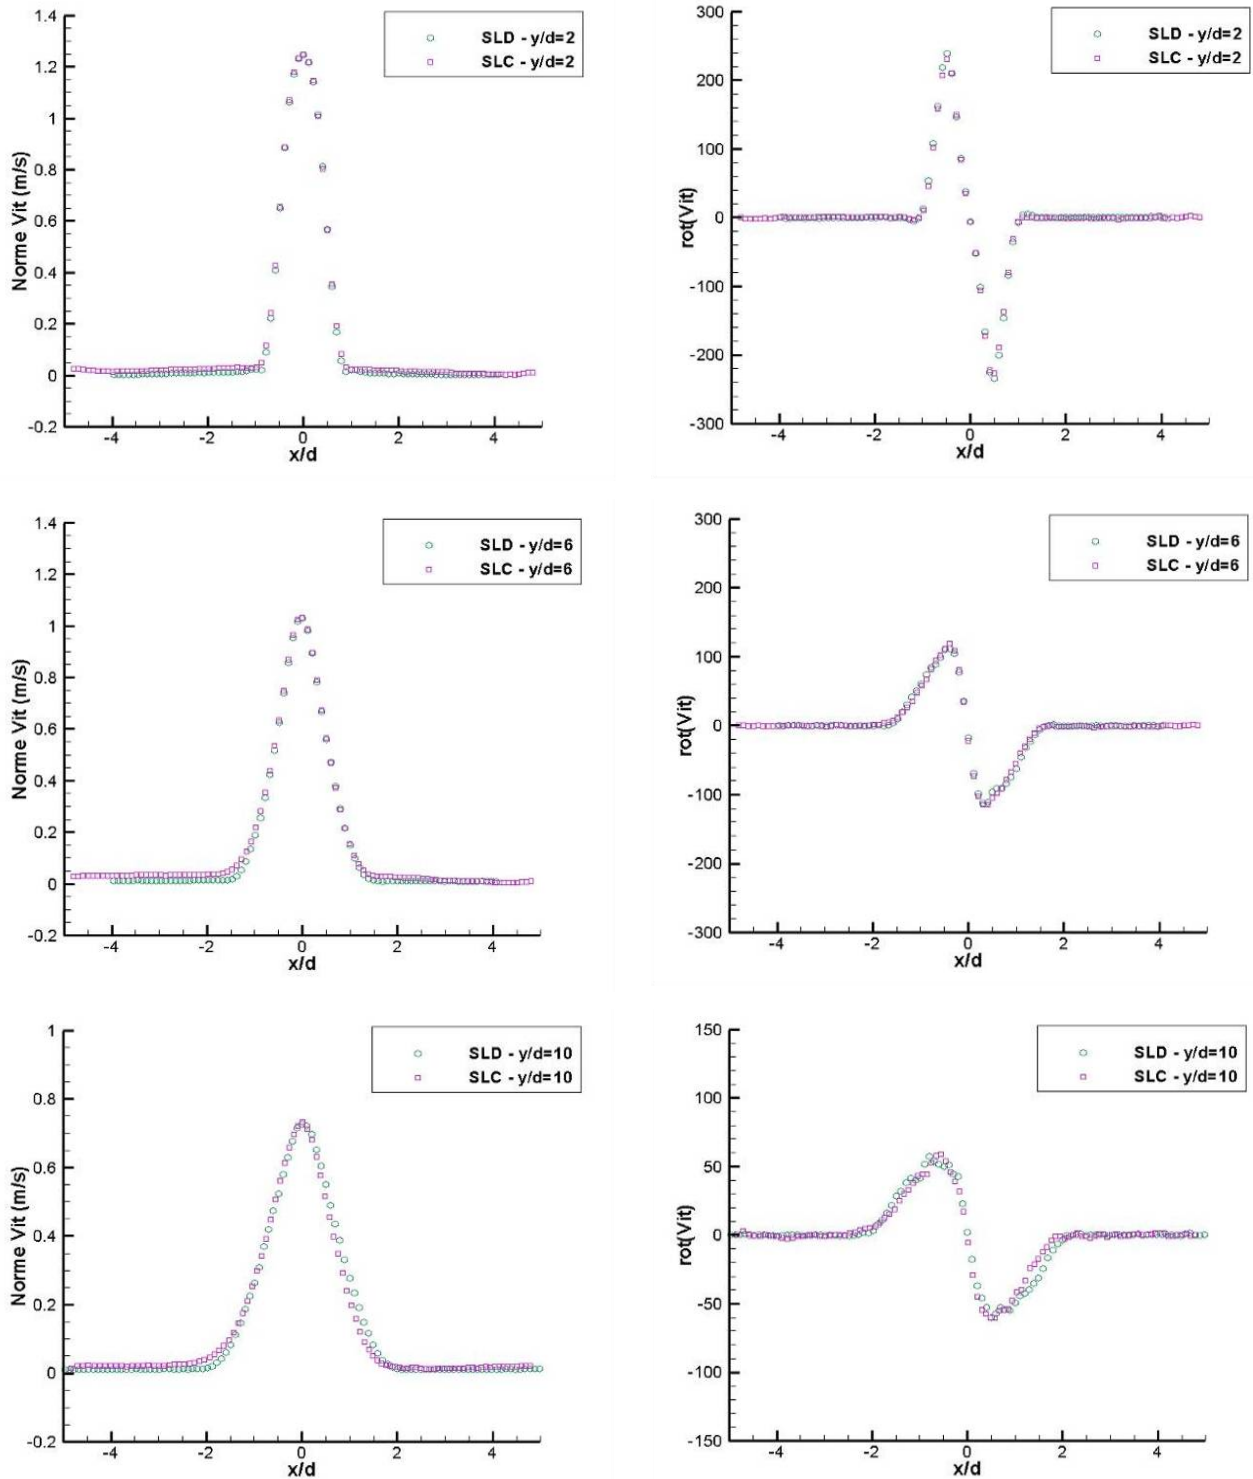 1.4
1.2
1
0.8
0.6
0.4
0.2
0
-0.2
Norme Vit (m/s)
-4 -2 0 2 4
x/d
SLD - y/d=2
SLC - y/d=2
300
200
100
0
-100
-200
-300
rot(Vit)
-4 -2 0 2 4
x/d
SLD - y/d=2
SLC - y/d=2
1.4
1.2
1
0.8
0.6
0.4
0.2
0
-0.2
Norme Vit (m/s)
-4 -2 0 2 4
x/d
SLD - y/d=6
SLC - y/d=6
300
200
100
0
-100
-200
-300
rot(Vit)
-4 -2 0 2 4
x/d
SLD - y/d=6
SLC - y/d=6
1
0.8
0.6
0.4
0.2
0
-0.2
Norme Vit (m/s)
-4 -2 0 2 4
x/d
SLD - y/d=10
SLC - y/d=10
150
100
50
0
-50
-100
-150
rot(Vit)
-4 -2 0 2 4
x/d
SLD - y/d=10
SLC - y/d=10